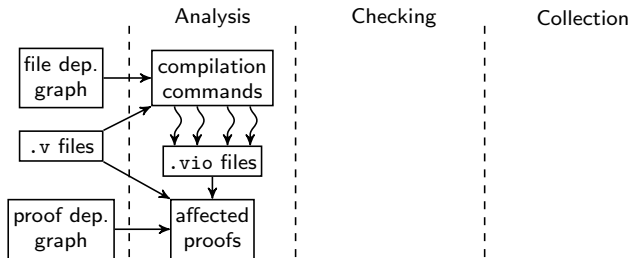 Analysis
Checking
Collection
file dep.
graph
compilation
commands
.v files
.vio files
proof dep.
graph
affected
proofs